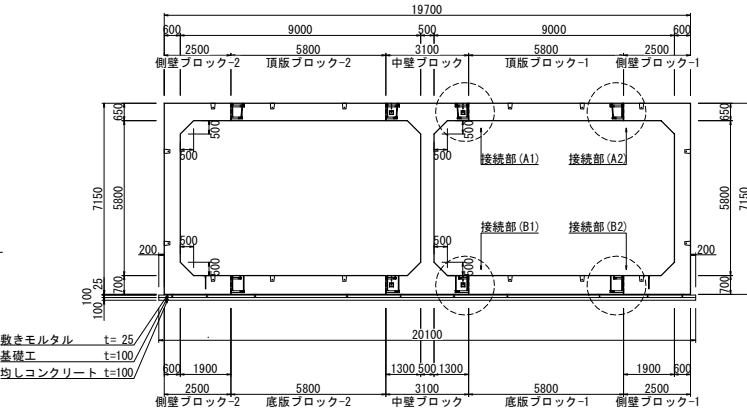 19700
600 9000 500 9000 600
2500 5800 3100 5800 2500
側壁ブロック-2 頂版ブロック-2 中壁ブロック 頂版ブロック-1 側壁ブロック-1
650 650
500 500
500 500
接続部(A1) 接続部(A2)
7150 5800 5800 7150
接続部(B1) 接続部(B2)
200 500 500 200
500 500
700 700
25
100
100
敷きモルタル t= 25
基礎工 t=100
均しコンクリート t=100
20100
600 1900 1300 500 1300 1900 600
2500 5800 3100 5800 2500
側壁ブロック-2 底版ブロック-2 中壁ブロック 底版ブロック-1 側壁ブロック-1